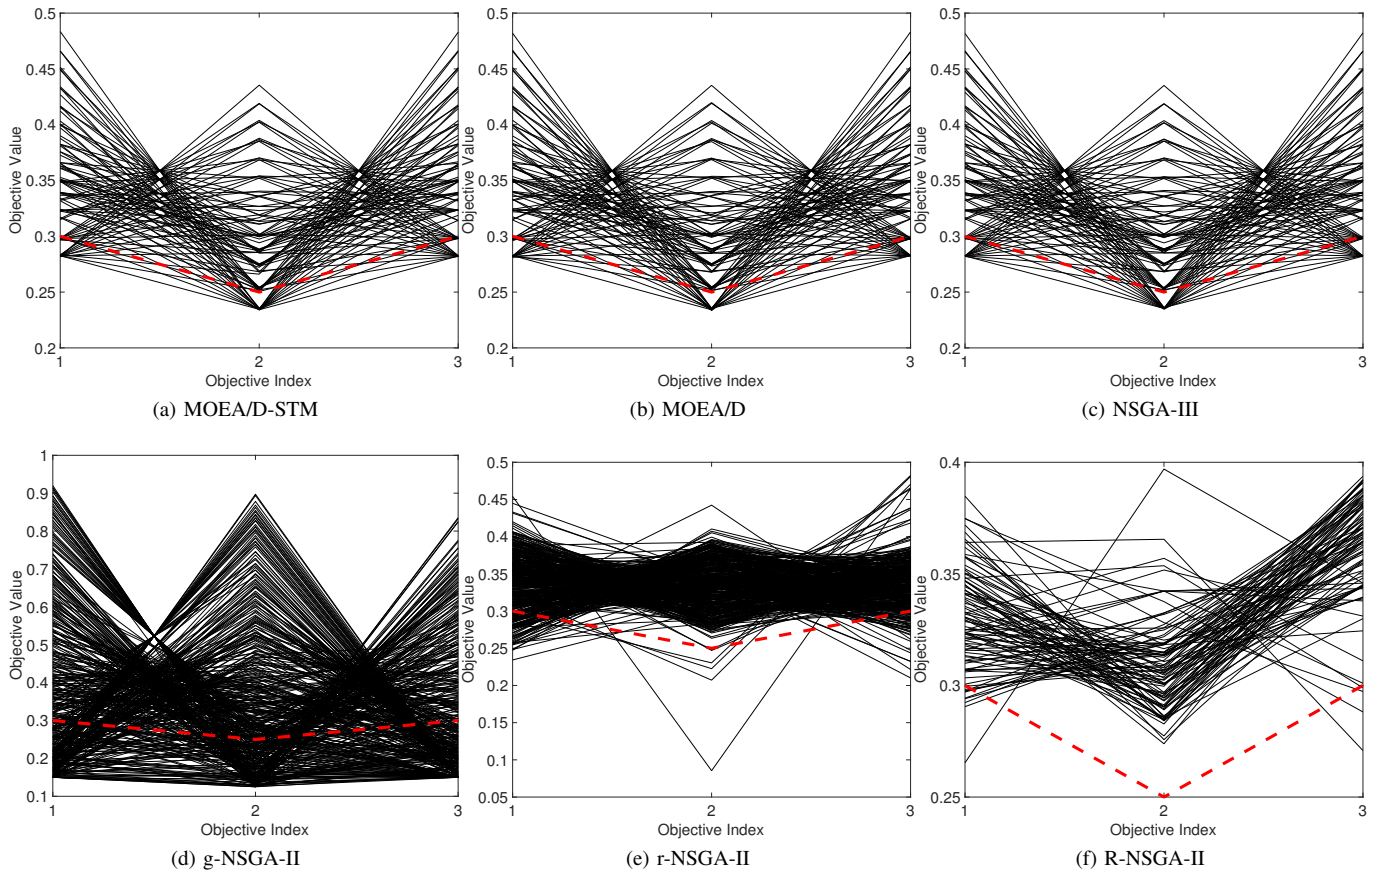 0.5
0.45
0.4
0.35
0.3
0.25
0.2
Objective Value
1 2 3
Objective Index
(a) MOEA/D-STM
0.5
0.45
0.4
0.35
0.3
0.25
0.2
Objective Value
1 2 3
Objective Index
(b) MOEA/D
0.5
0.45
0.4
0.35
0.3
0.25
0.2
Objective Value
1 2 3
Objective Index
(c) NSGA-III
1
0.9
0.8
0.7
0.6
0.5
0.4
0.3
0.2
0.1
Objective Value
1 2 3
Objective Index
(d) g-NSGA-II
0.5
0.45
0.4
0.35
0.3
0.25
0.2
0.15
0.1
0.05
Objective Value
1 2 3
Objective Index
(e) r-NSGA-II
0.4
0.35
0.3
0.25
Objective Value
1 2 3
Objective Index
(f) R-NSGA-II